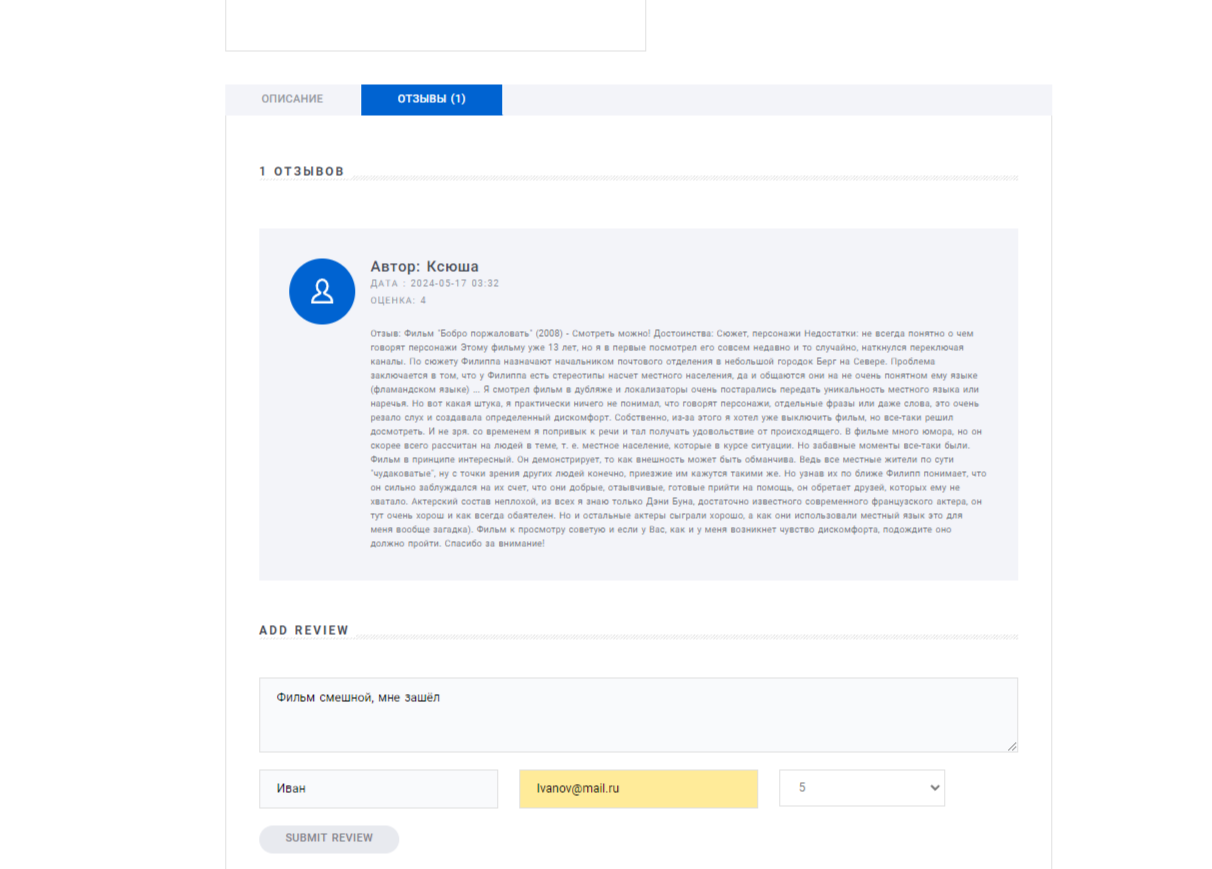 ОПИСАНИЕ
ОТЗЫВЫ (1)
1 ОТЗЫВОВ
Автор: Ксюша
ДАТА : 2024-05-17 03:32
ОЦЕНКА: 4
Отзыв: Фильм "Бобро поржаловать" (2008) - Смотреть можно! Достоинства: Сюжет, персонажи Недостатки: не всегда понятно о чем
говорят персонажи Этому фильму уже 13 лет, но я в первые посмотрел его совсем недавно и то случайно, наткнулся переключая
каналы. По сюжету Филиппа назначают начальником почтового отделения в небольшой городок Берг на Севере. Проблема
заключается в том, что у Филиппа есть стереотипы насчет местного населения, да и общаются они на не очень понятном ему языке
(фламандском языке) ... Я смотрел фильм в дубляже и локализаторы очень постарались передать уникальность местного языка или
наречья. Но вот какая штука, я практически ничего не понимал, что говорят персонажи, отдельные фразы или даже слова, это очень
резало слух и создавала определенный дискомфорт. Собственно, из-за этого я хотел уже выключить фильм, но все-таки решил
досмотреть. И не зря. со временем я попривык к речи и тал получать удовольствие от происходящего. В фильме много юмора, но он
скорее всего рассчитан на людей в теме, т. е. местное население, которые в курсе ситуации. Но забавные моменты все-таки были.
Фильм в принципе интересный. Он демонстрирует, то как внешность может быть обманчива. Ведь все местные жители по сути
"чудаковатые", ну с точки зрения других людей конечно, приезжие им кажутся такими же. Но узнав их по ближе Филипп понимает, что
он сильно заблуждался на их счет, что они добрые, отзывчивые, готовые прийти на помощь, он обретает друзей, которых ему не
хватало. Актерский состав неплохой, из всех я знаю только Дэни Буна, достаточно известного современного французского актера, он
тут очень хорош и как всегда обаятелен. Но и остальные актеры сыграли хорошо, а как они использовали местный язык это для
меня вообще загадка). Фильм к просмотру советую и если у Вас, как и у меня возникнет чувство дискомфорта, подождите оно
должно пройти. Спасибо за внимание!
ADD REVIEW
Фильм смешной, мне зашёл
Иван
Ivanov@mail.ru
5
SUBMIT REVIEW